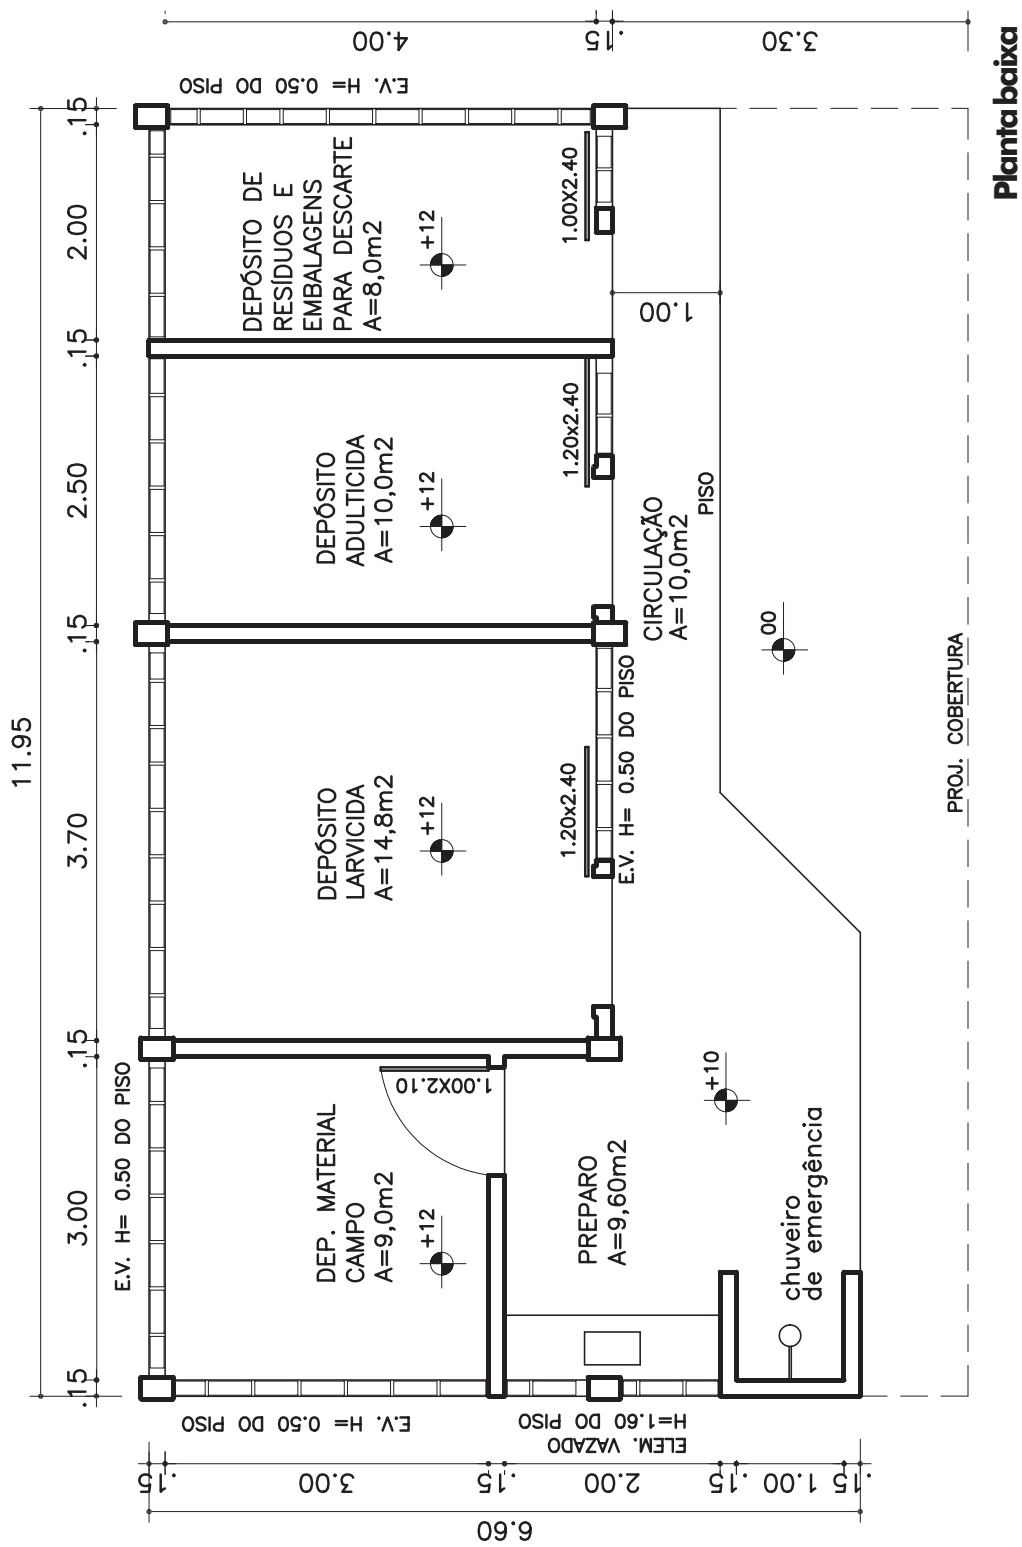 Planta baixa
11.95
.15
3.00
.15
3.70
.15
2.50
.15
2.00
.15
E.V. H= 0.50 DO PISO
E.V. H= 0.50 DO PISO
4.00
.15
3.30
DEP. MATERIAL
CAMPO
A=9,0m2
+12
1.00X2.10
DEPÓSITO
LARVICIDA
A=14,8m2
+12
1.20x2.40
DEPÓSITO
ADULTICIDA
A=10,0m2
+12
1.20x2.40
DEPÓSITO DE
RESÍDUOS E
EMBALAGENS
PARA DESCARTE
A=8,0m2
+12
1.00X2.40
E.V. H= 0.50 DO PISO
E.V. H= 0.50 DO PISO
ELEM. VAZADO
H=1.60 DO PISO
PREPARO
A=9,60m2
+10
CIRCULAÇÃO
A=10,0m2
PISO
1.00
00
chuveiro
de emergência
PROJ. COBERTURA
.15
3.00
.15
2.00
.15
1.00
.15
6.60